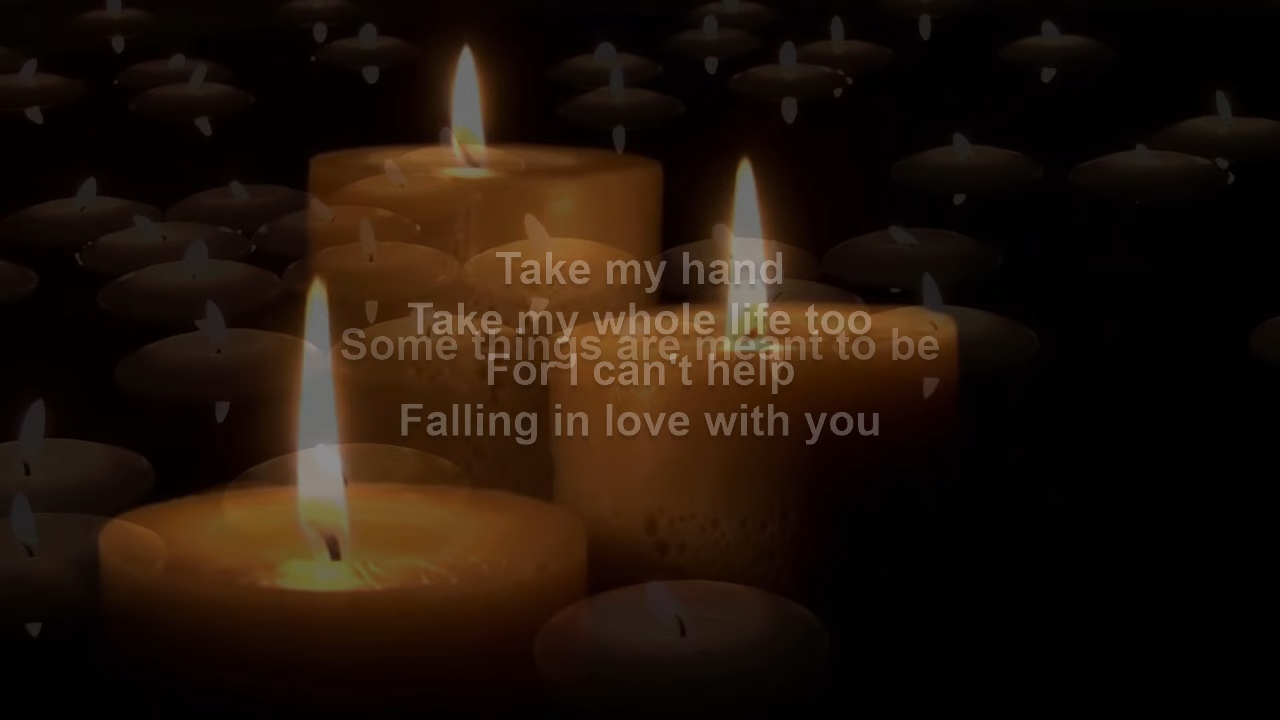 Take my hand
Take my whole life too
Some things are meant to be
For I can't help
Falling in love with you